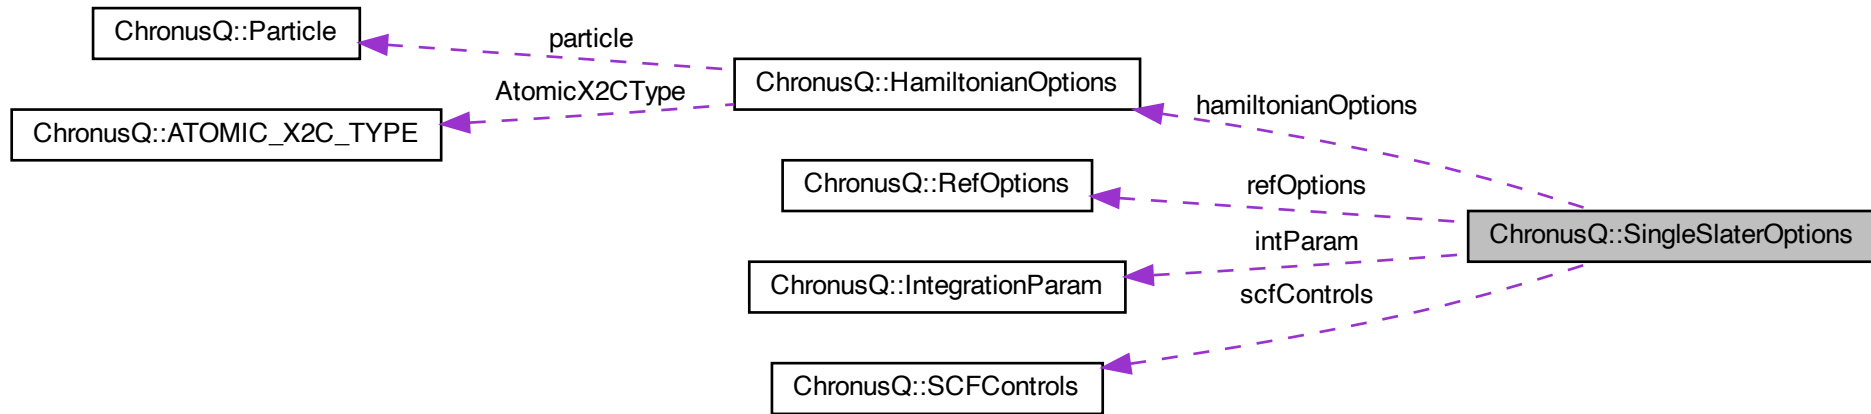 ChronusQ::Particle
particle
ChronusQ::HamiltonianOptions
AtomicX2CType
ChronusQ::ATOMIC_X2C_TYPE
hamiltonianOptions
ChronusQ::RefOptions
refOptions
ChronusQ::SingleSlaterOptions
intParam
ChronusQ::IntegrationParam
scfControls
ChronusQ::SCFControls